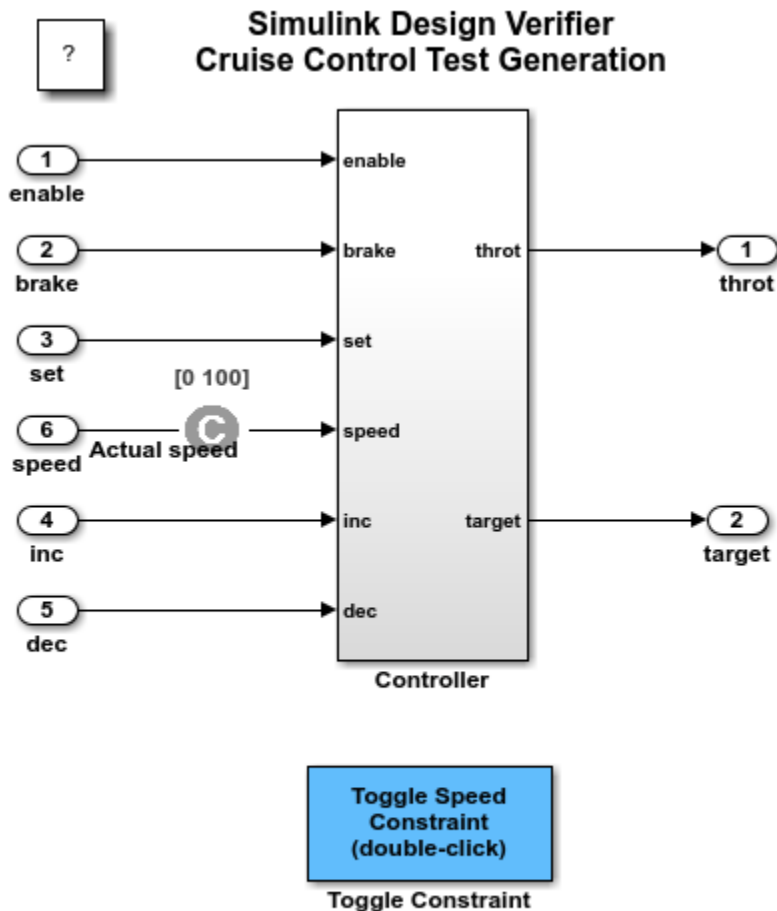 Simulink Design Verifier
Cruise Control Test Generation
?
1
enable
enable
2
brake
brake
throt
1
throt
3
set
set
[0 100]
6
speed
C
Actual speed
speed
4
inc
inc
target
2
target
5
dec
dec
Controller
Toggle Speed
Constraint
(double-click)
Toggle Constraint